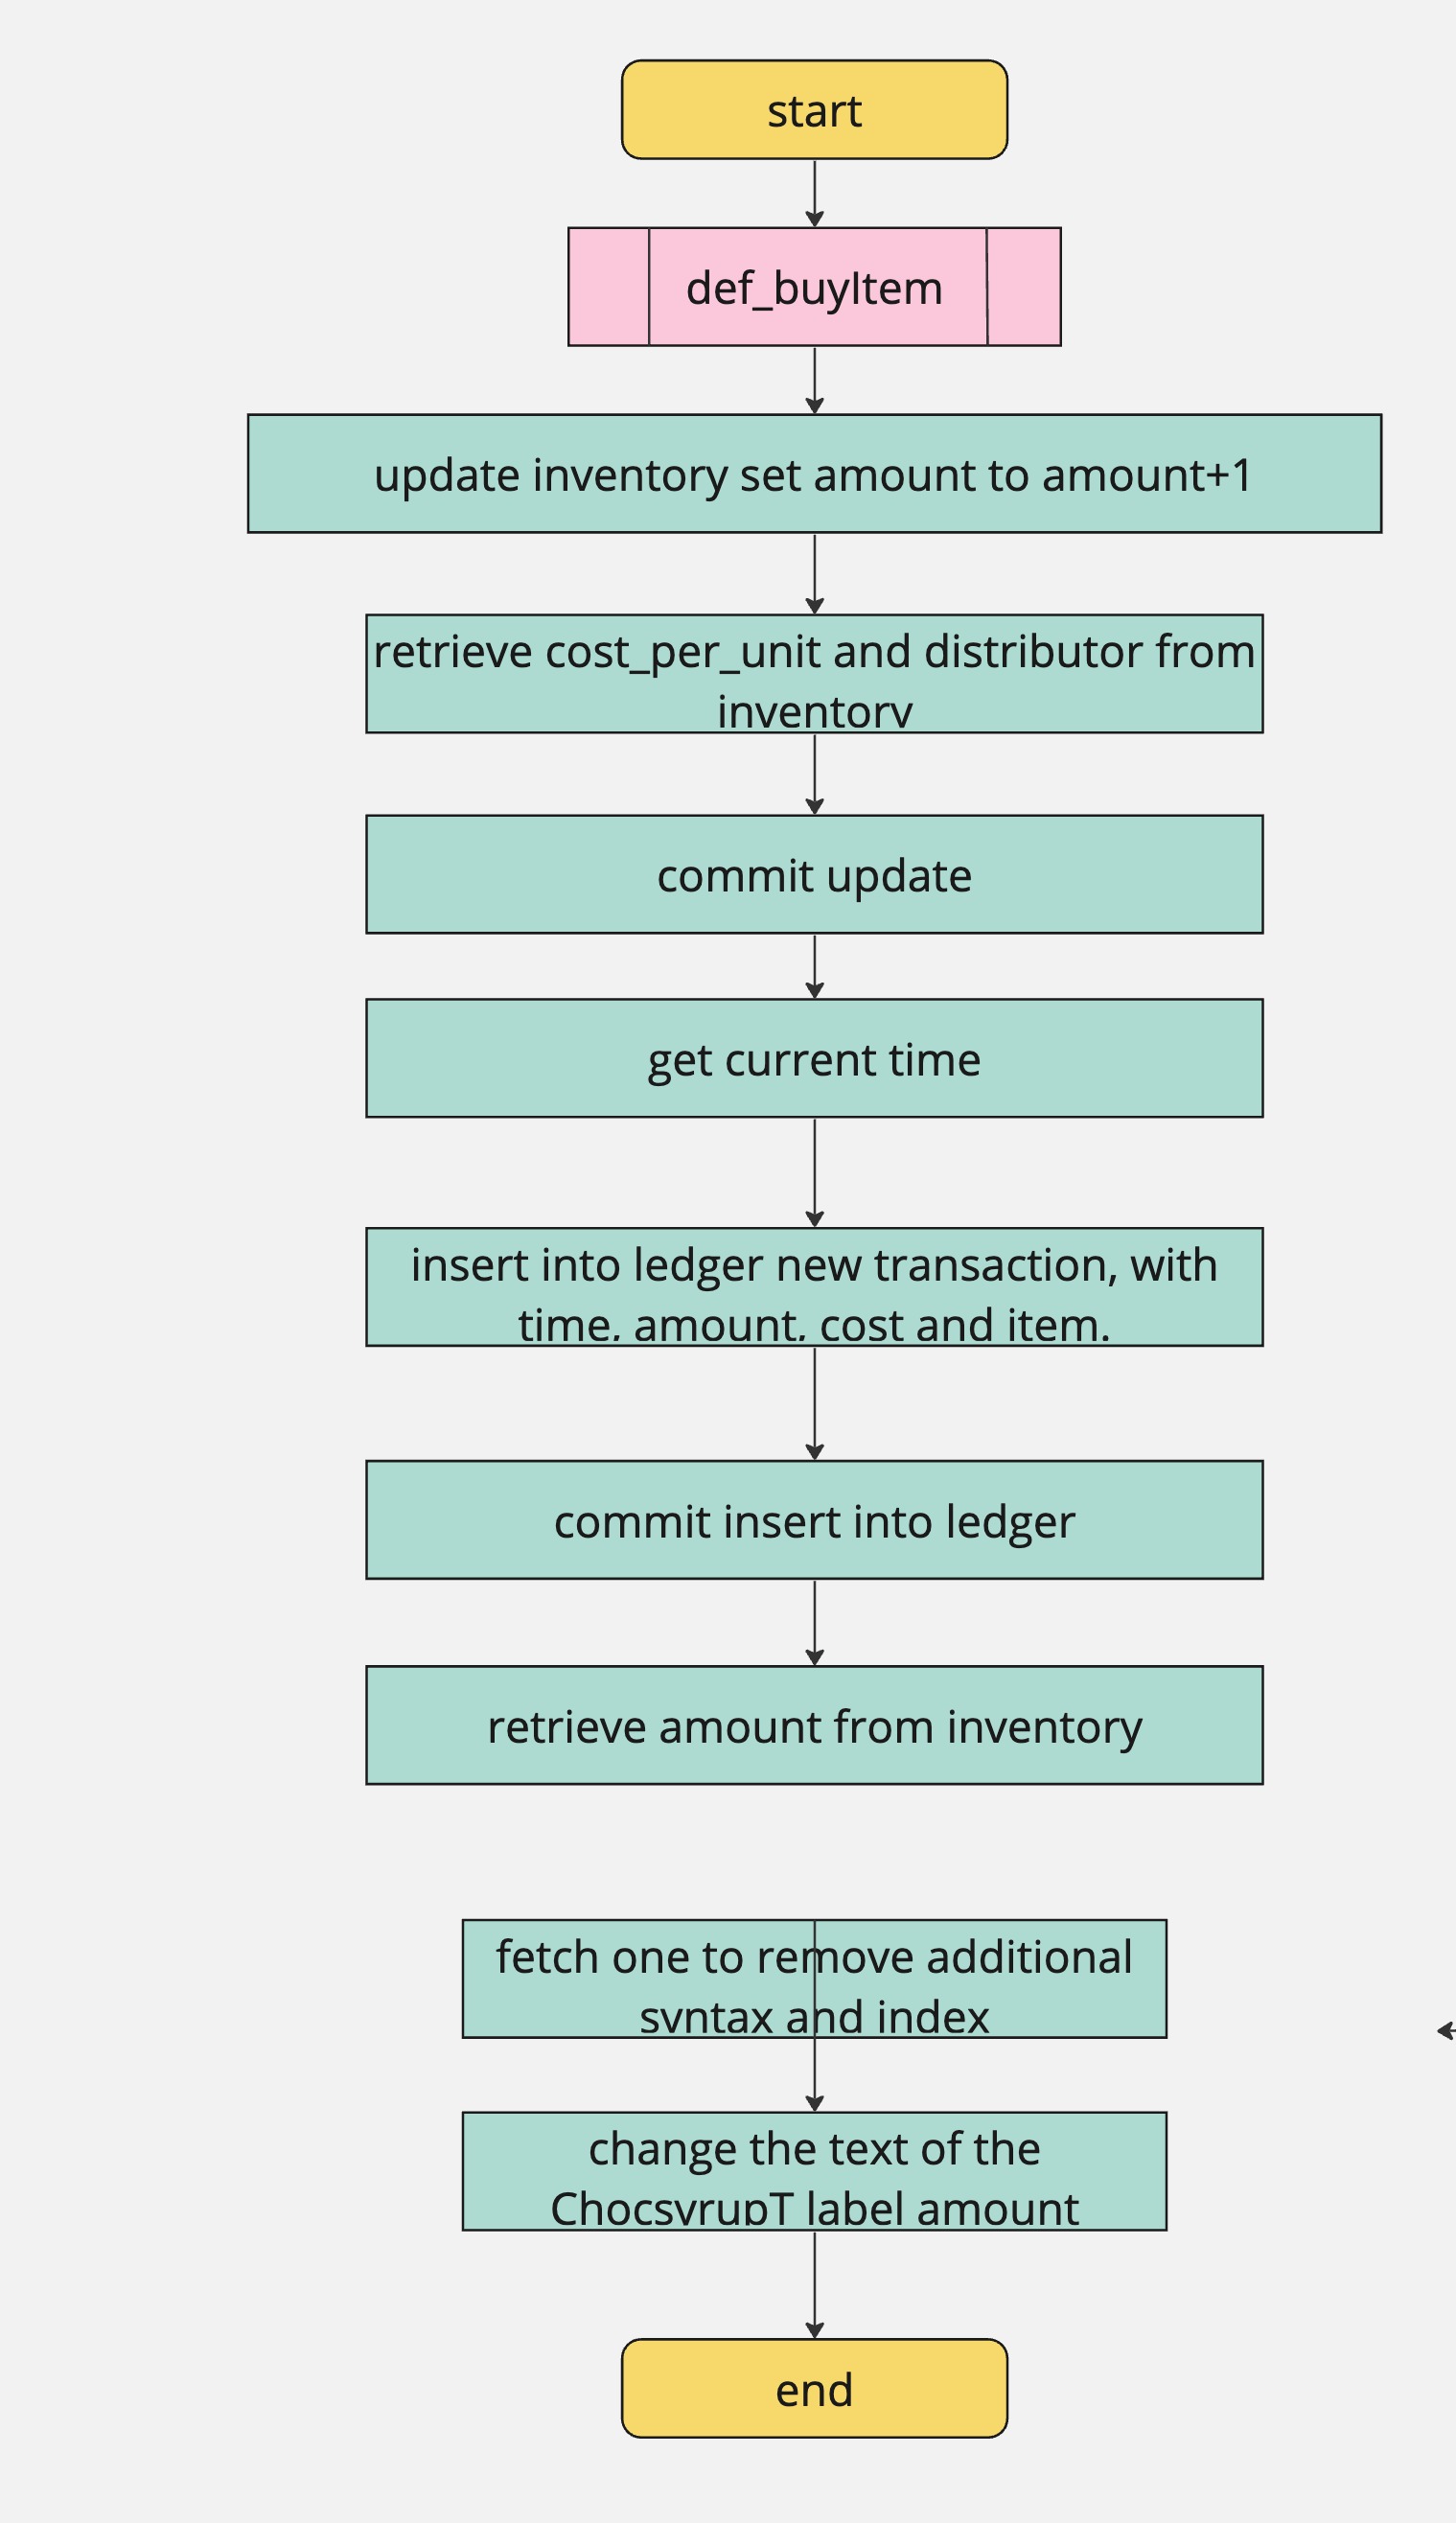 start
def_buyItem
update inventory set amount to amount+1
retrieve cost_per_unit and distributor from
inventory
commit update
get current time
insert into ledger new transaction, with
time, amount, cost and item.
commit insert into ledger
retrieve amount from inventory
fetch one to remove additional
syntax and index
change the text of the
ChocsyrupT label amount
end